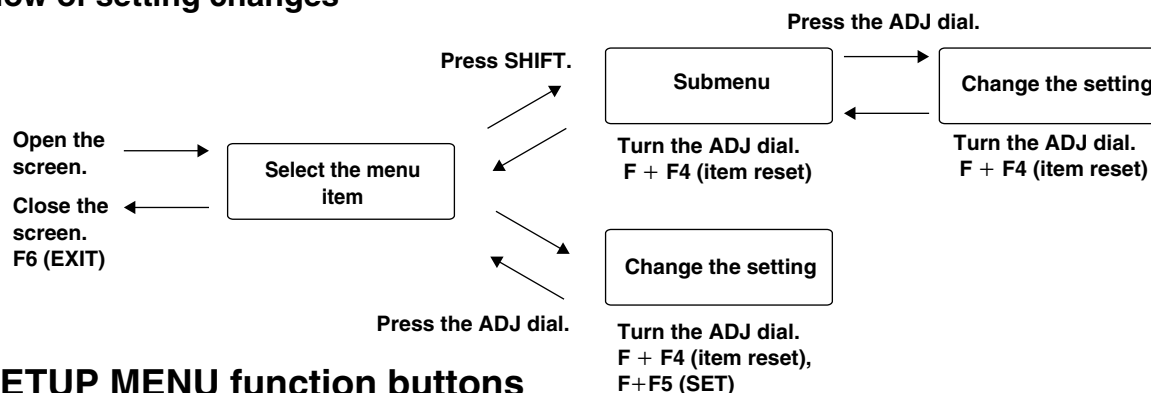 of setting changes
Press the ADJ dial.
Press SHIFT.
Submenu
Change the setting
Open the
screen.
Select the menu
item
Turn the ADJ dial.
F + F4 (item reset)
Turn the ADJ dial.
F + F4 (item reset)
Close the
screen.
F6 (EXIT)
Change the setting
Press the ADJ dial.
Turn the ADJ dial.
F + F4 (item reset),
F+F5 (SET)
ETUP MENU function buttons